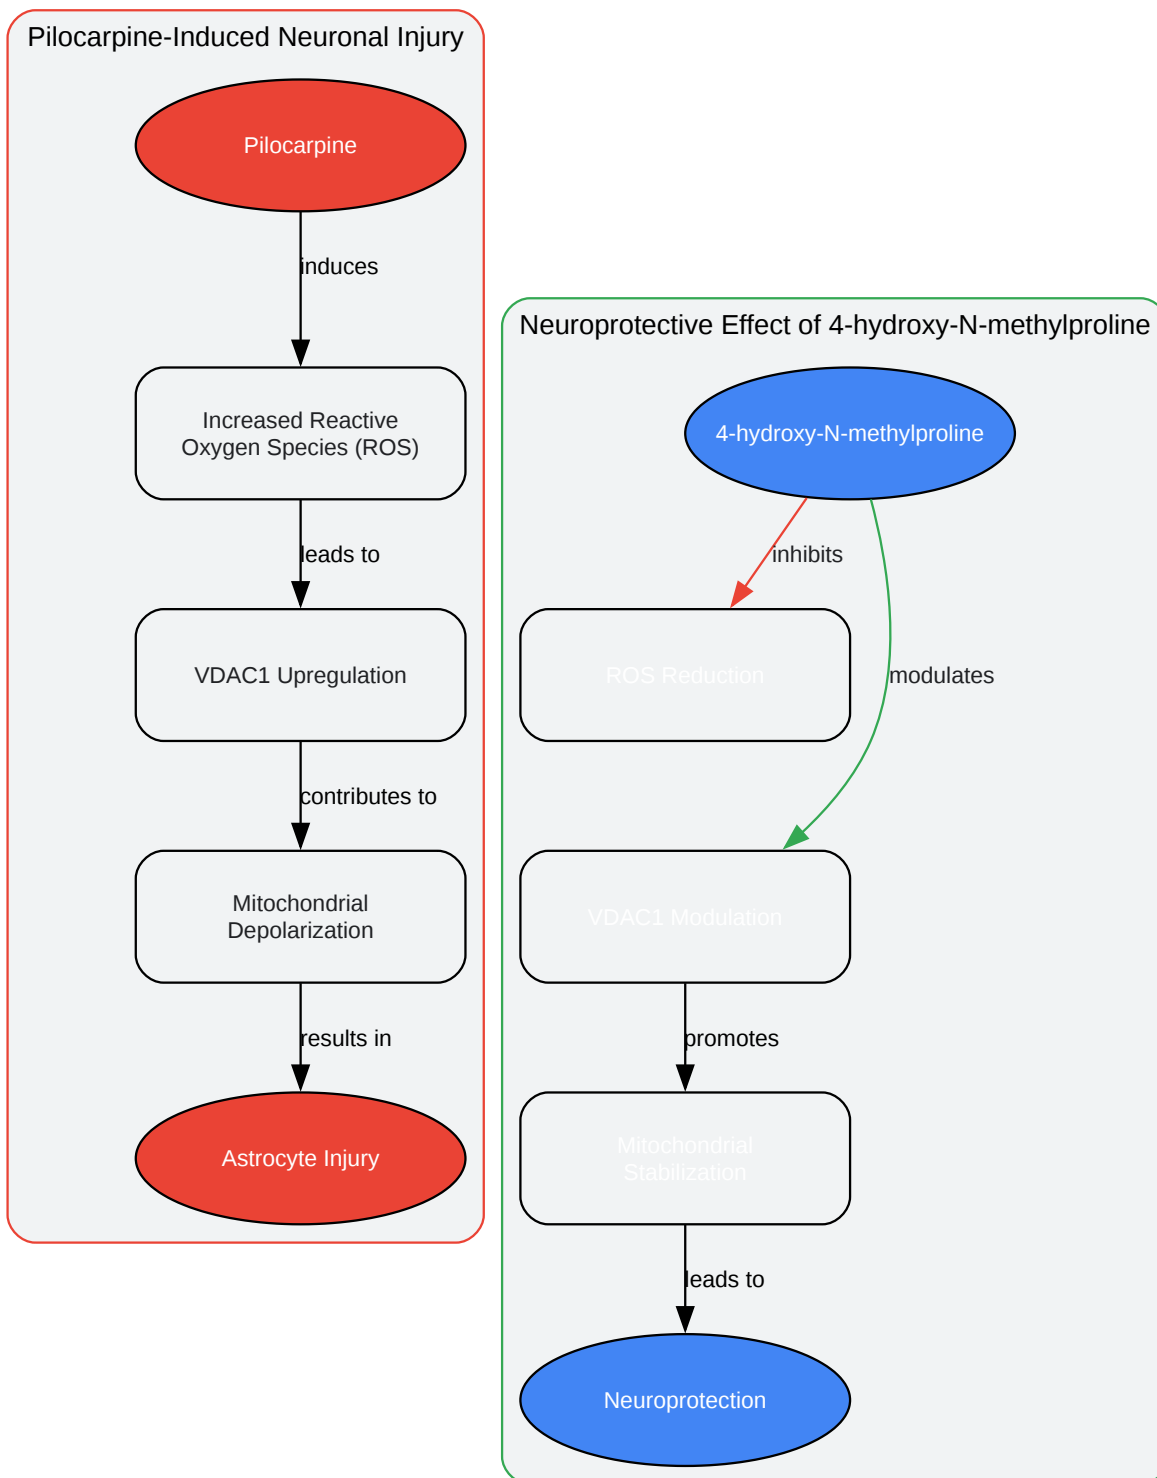 Pilocarpine-Induced Neuronal Injury
Pilocarpine
induces
Increased Reactive
Oxygen Species (ROS)
leads to
VDAC1 Upregulation
contributes to
Mitochondrial
Depolarization
results in
Astrocyte Injury
Neuroprotective Effect of 4-hydroxy-N-methylproline
4-hydroxy-N-methylproline
inhibits
ROS Reduction
modulates
VDAC1 Modulation
promotes
Mitochondrial
Stabilization
leads to
Neuroprotection